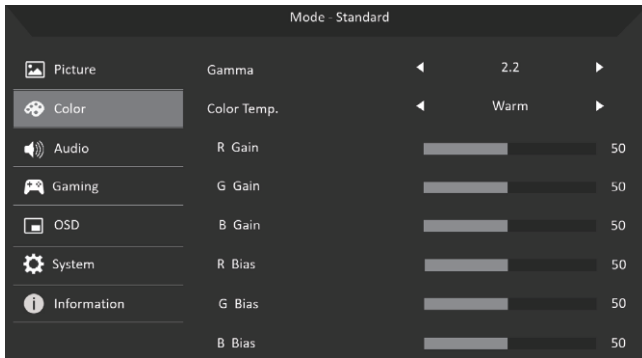 Mode - Standard
Picture
Gamma 2.2
Color
Color Temp. Warm
Audio
R Gain 50
Gaming
G Gain 50
OSD
B Gain 50
System
R Bias 50
Information
G Bias 50
B Bias 50